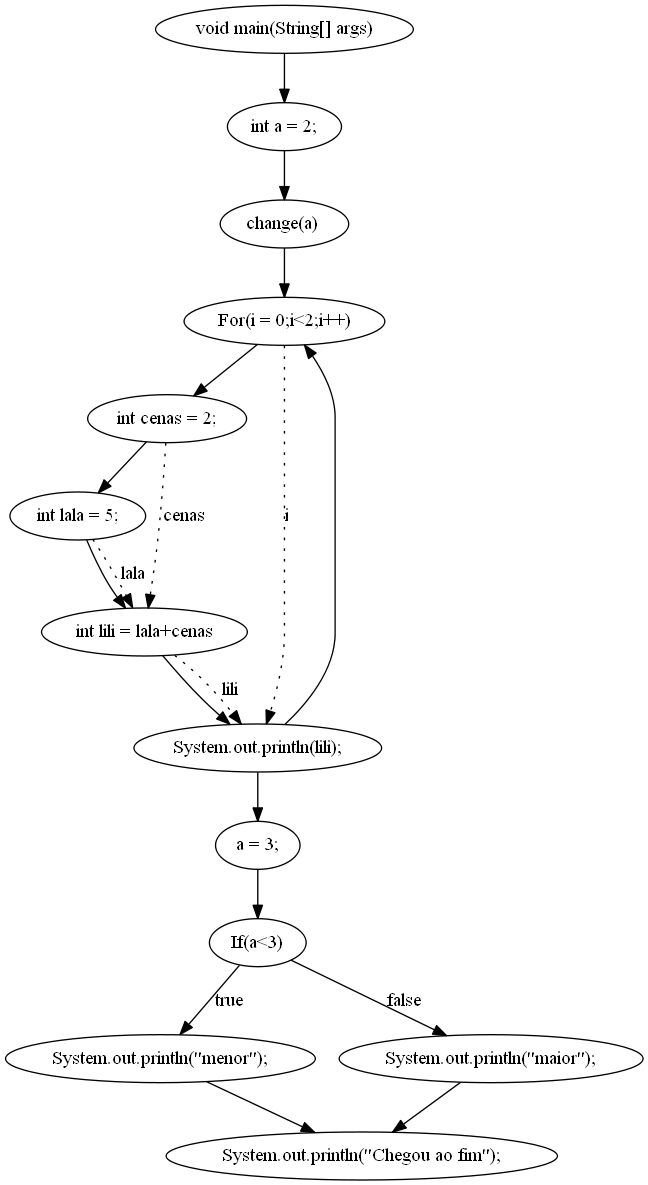 void main(String[] args)
int a = 2;
change(a)
For(i = 0;i<2;i++)
int cenas = 2;
int lala = 5;
cenas
i
lala
int lili = lala+cenas
lili
System.out.println(lili);
a = 3;
If(a<3)
true
false
System.out.println("menor");
System.out.println("maior");
System.out.println("Chegou ao fim");